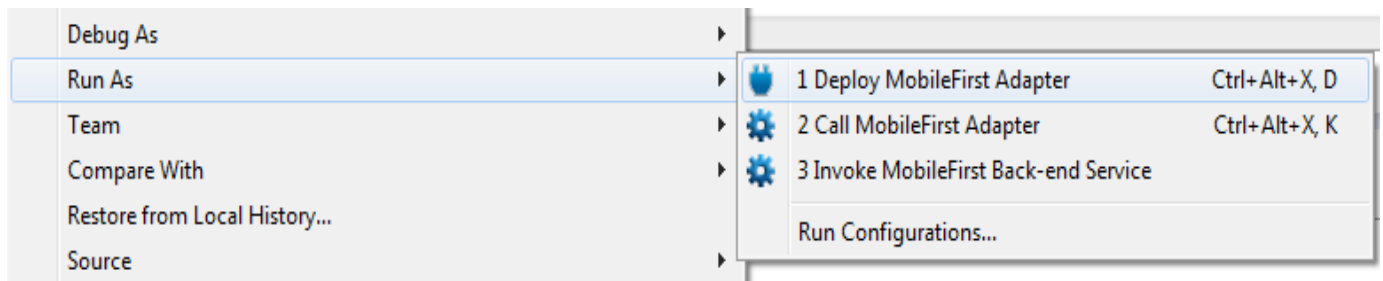 Debug As
Run As
Team
Compare With
Restore from Local History...
Source
1 Deploy MobileFirst Adapter Ctrl+Alt+X, D
2 Call MobileFirst Adapter Ctrl+Alt+X, K
3 Invoke MobileFirst Back-end Service
Run Configurations...